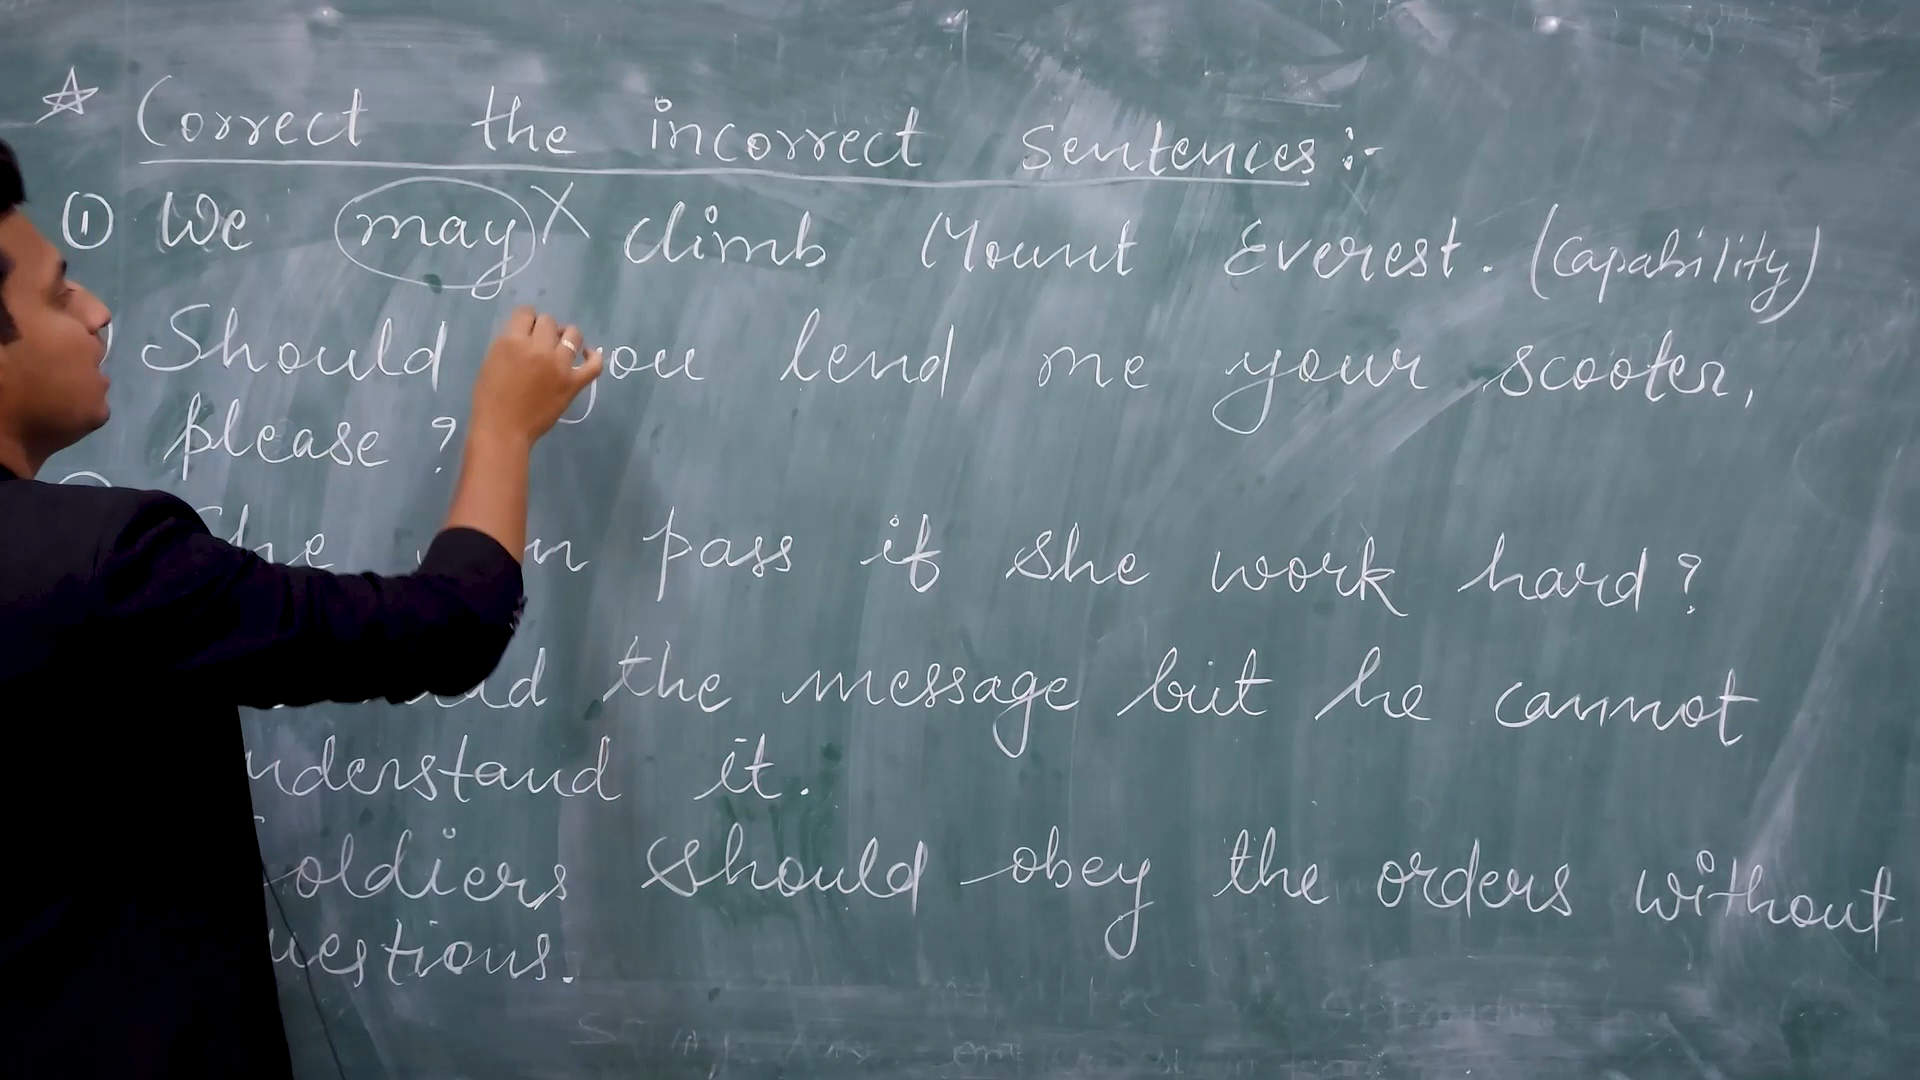 ☆ Correct the incorrect sentences :-
① We may X climb Mount Everest. (Capability)
) Should you lend me your scooter,
please ?
pass if she work hard ?
the message but he cannot
understand it.
Soldiers should obey the orders without
questions.